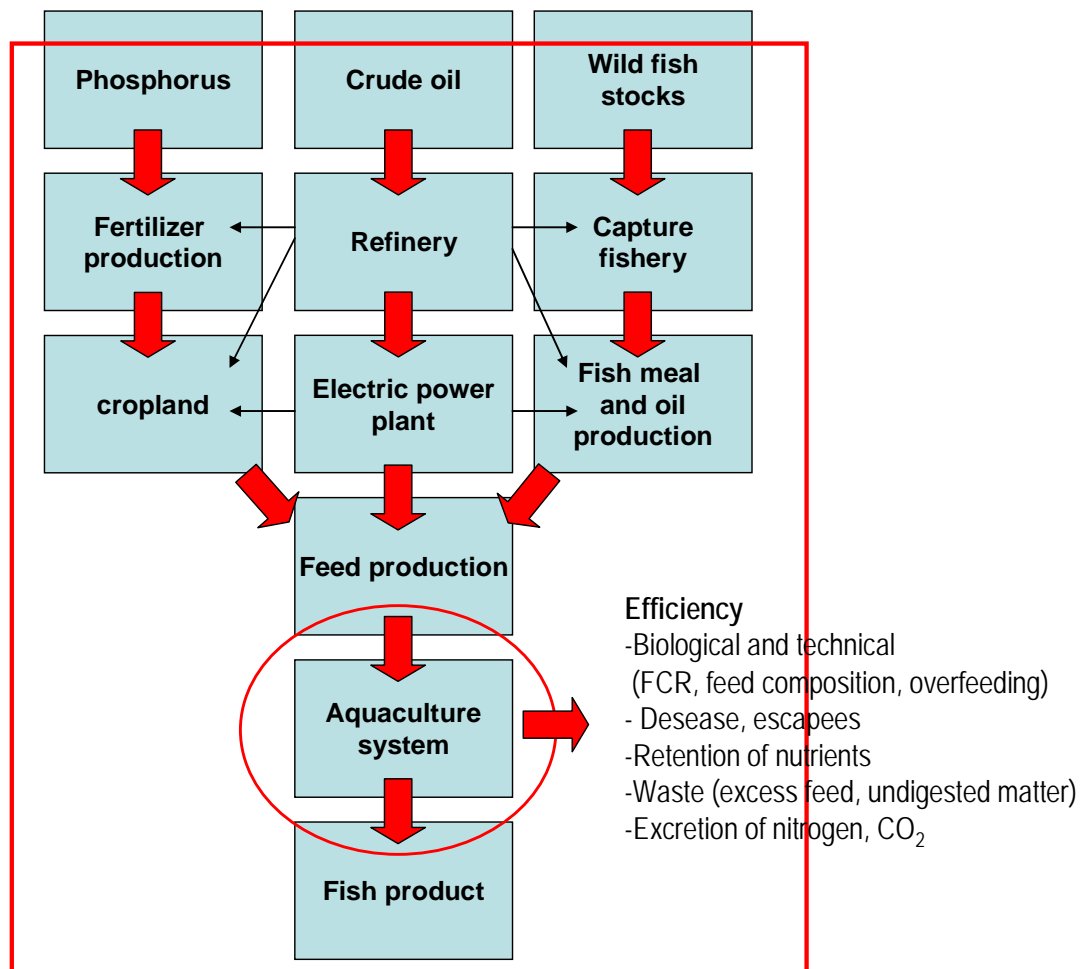 Phosphorus
Crude oil
Wild fish
stocks
Fertilizer
production
Refinery
Capture
fishery
cropland
Electric power
plant
Fish meal
and oil
production
Feed production
Aquaculture
system
Fish product
Efficiency
-Biological and technical
(FCR, feed composition, overfeeding)
- Desease, escapees
-Retention of nutrients
-Waste (excess feed, undigested matter)
-Excretion of nitrogen, CO₂